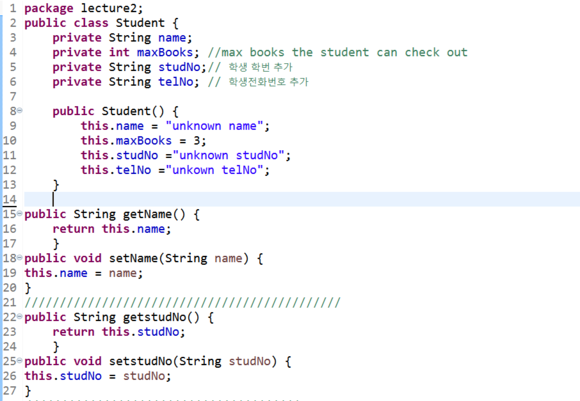 1 package lecture2;
2 public class Student {
3 private String name;
4 private int maxBooks; //max books the student can check out
5 private String studNo;// 학생 학번 추가
6 private String telNo; // 학생전화번호 추가
7
8 public Student() {
9 this.name = "unknown name";
10 this.maxBooks = 3;
11 this.studNo ="unknown studNo";
12 this.telNo ="unkown telNo";
13 }
14
15 public String getName() {
16 return this.name;
17 }
18 public void setName(String name) {
19 this.name = name;
20 }
21 /////////////////////////////////////////////
22 public String getstudNo() {
23 return this.studNo;
24 }
25 public void setstudNo(String studNo) {
26 this.studNo = studNo;
27 }